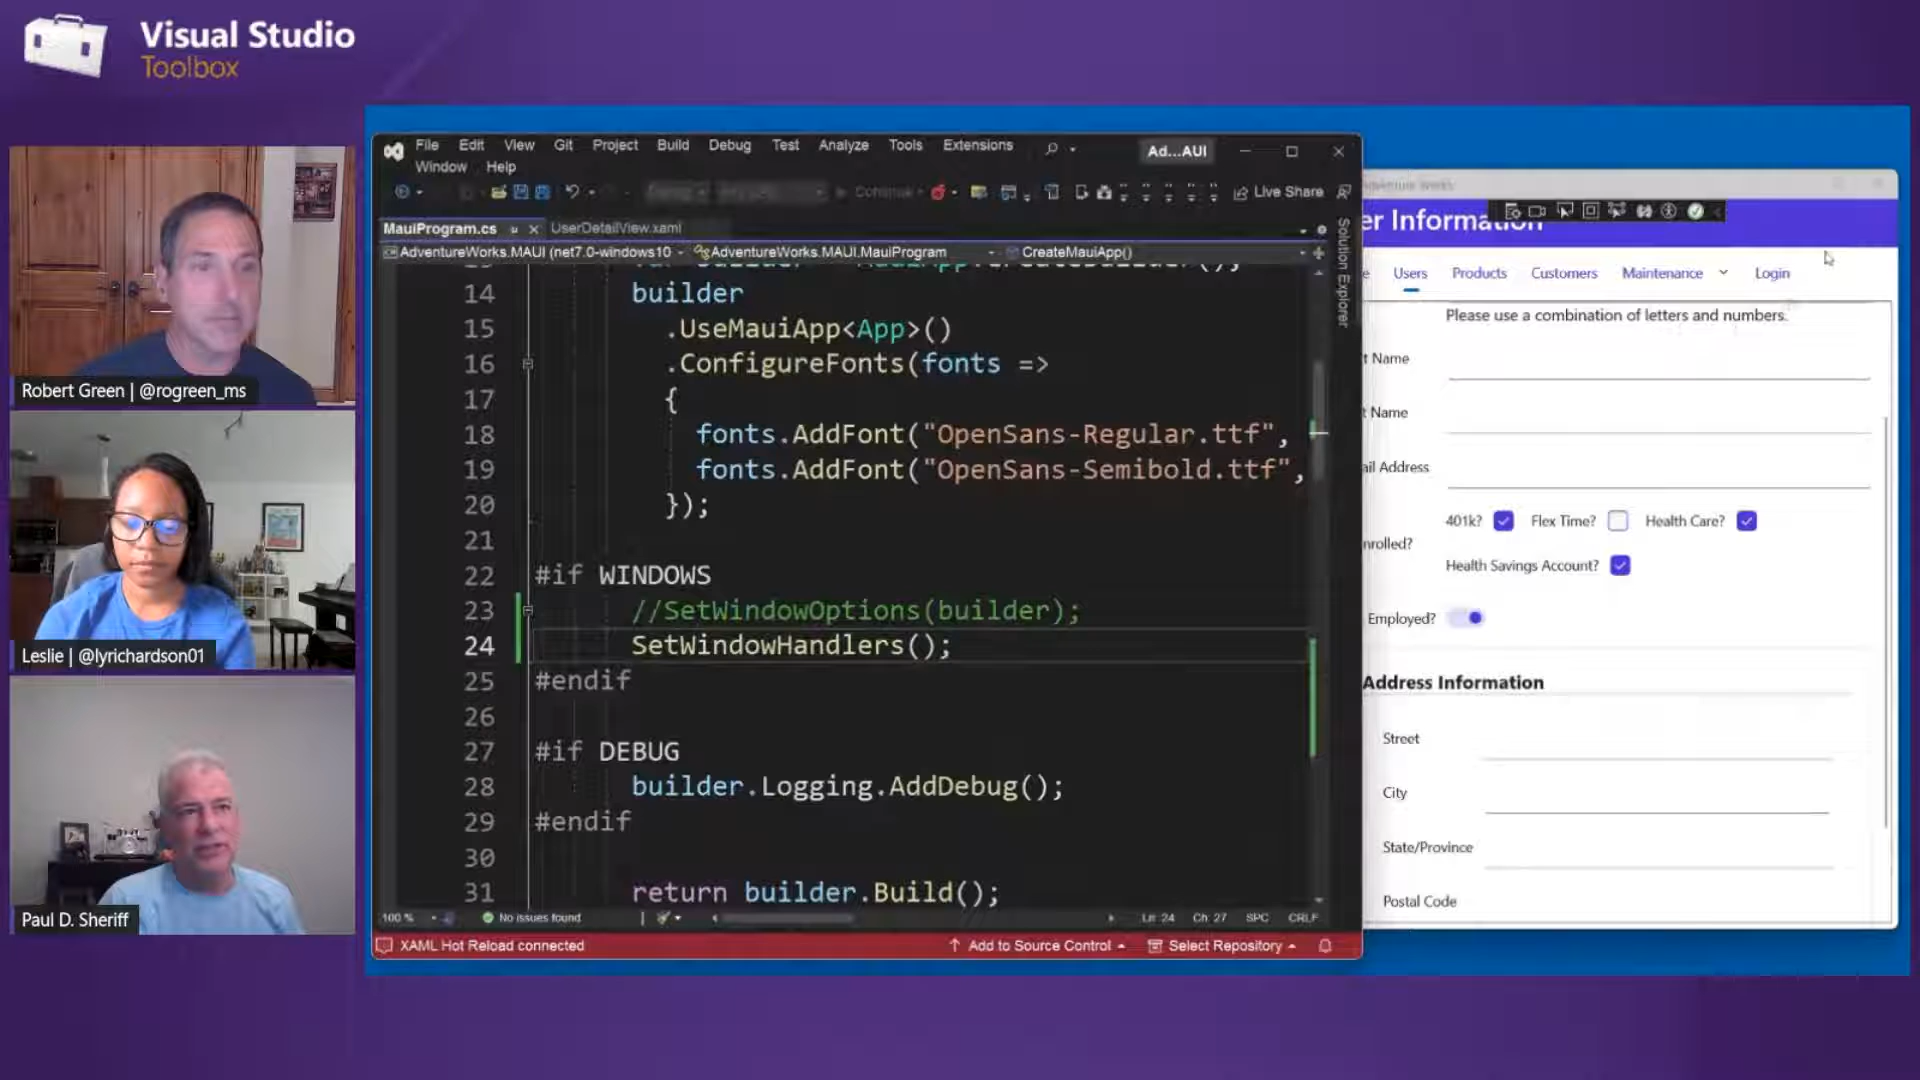 Visual Studio
Toolbox
Robert Green | @rogreen_ms
Leslie | @lyrichardson01
Paul D. Sheriff
File Edit View Git Project Build Debug Test Analyze Tools Extensions
Window Help
Ad...AUI
Continue
Live Share
MauiProgram.cs
UserDetailView.xaml
AdventureWorks.MAUI (net7.0-windows10
AdventureWorks.MAUI.MauiProgram
CreateMauiApp()
Solution Explorer
14 builder
15 .UseMauiApp<App>()
16 .ConfigureFonts(fonts =>
17 {
18 fonts.AddFont("OpenSans-Regular.ttf",
19 fonts.AddFont("OpenSans-Semibold.ttf",
20 });
21
22 #if WINDOWS
23 //SetWindowOptions(builder);
24 SetWindowHandlers();
25 #endif
26
27 #if DEBUG
28 builder.Logging.AddDebug();
29 #endif
30
31 return builder.Build();
100 %
No issues found
Ln: 24 Ch: 27 SPC CRLF
XAML Hot Reload connected
Add to Source Control
Select Repository
er Information
e Users Products Customers Maintenance Login
Please use a combination of letters and numbers.
t Name
t Name
ail Address
401k? Flex Time? Health Care?
nrolled?
Health Savings Account?
Employed?
Address Information
Street
City
State/Province
Postal Code